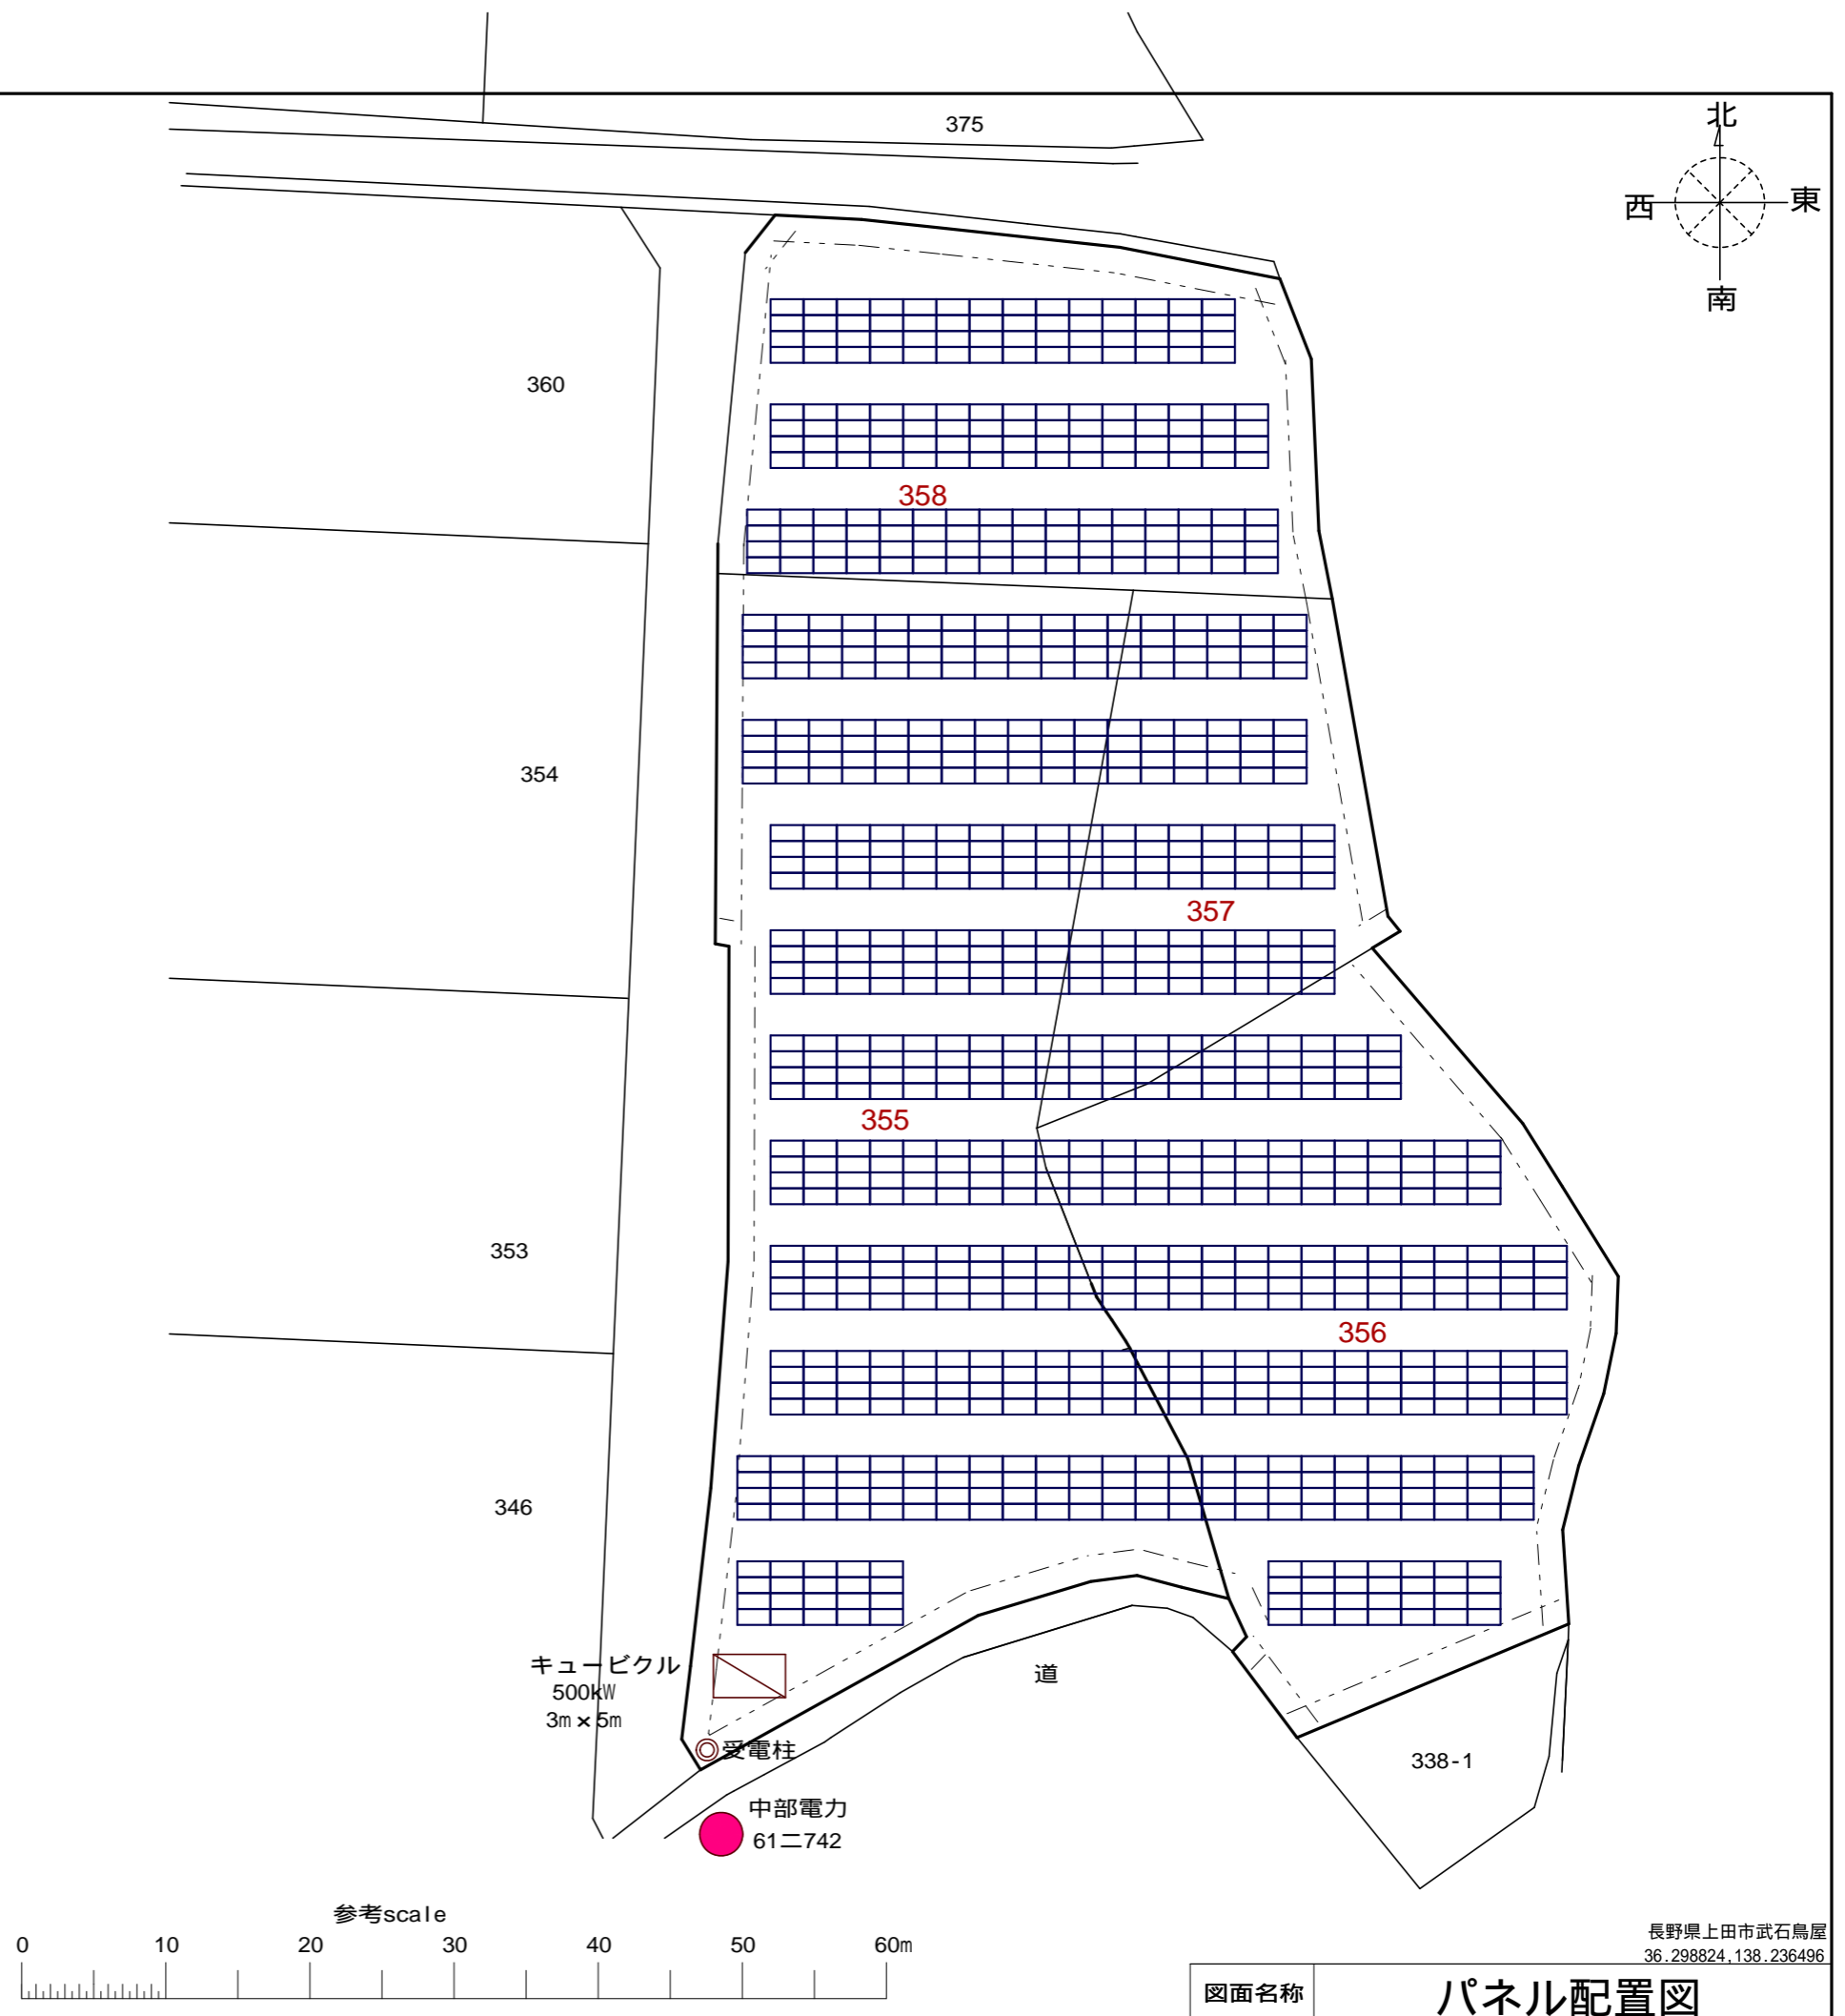 375
北
西
東
南
360
358
354
357
355
353
356
346
キュービクル
500kW
3m×5m
道
受電柱
338-1
中部電力
61二742
参考scale
0 10 20 30 40 50 60m
長野県上田市武石鳥屋
36.298824,138.236496
図面名称
パネル配置図